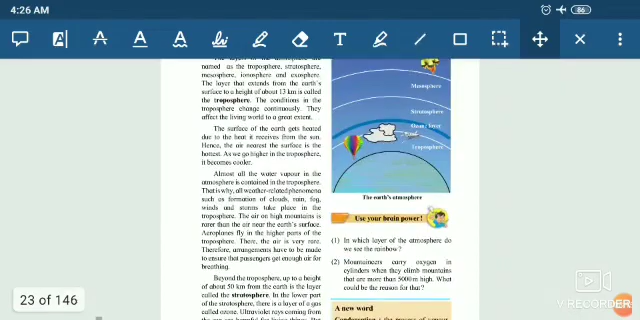 4:26 AM
86
T
The layers of the atmosphere are
named as the troposphere, stratosphere,
mesosphere, ionosphere and exosphere.
The layer that extends from the earth's
surface to a height of about 13 km is called
the troposphere. The conditions in the
troposphere change continuously. They
affect the living world to a great extent.
The surface of the earth gets heated
due to the heat it receives from the sun.
Hence, the air nearest the surface is the
hottest. As we go higher in the troposphere,
it becomes cooler.
Almost all the water vapour in the
atmosphere is contained in the troposphere.
That is why, all weather-related phenomena
such as formation of clouds, rain, fog,
winds and storms take place in the
troposphere. The air on high mountains is
rarer than the air near the earth's surface.
Aeroplanes fly in the higher parts of the
troposphere. There, the air is very rare.
Therefore, arrangements have to be made
to ensure that passengers get enough air for
breathing.
Beyond the troposphere, up to a height
of about 50 km from the earth is the layer
called the stratosphere. In the lower part
of the stratosphere, there is a layer of a gas
called ozone. Ultraviolet rays coming from
Mesosphere
Stratosphere
Ozone layer
Troposphere
The earth's atmosphere
Use your brain power!
(1) In which layer of the atmosphere do
we see the rainbow?
(2) Mountaineers carry oxygen in
cylinders when they climb mountains
that are more than 5000 m high. What
could be the reason for that?
A new word
Condensation : the process of vapour
23 of 146
RECORDER